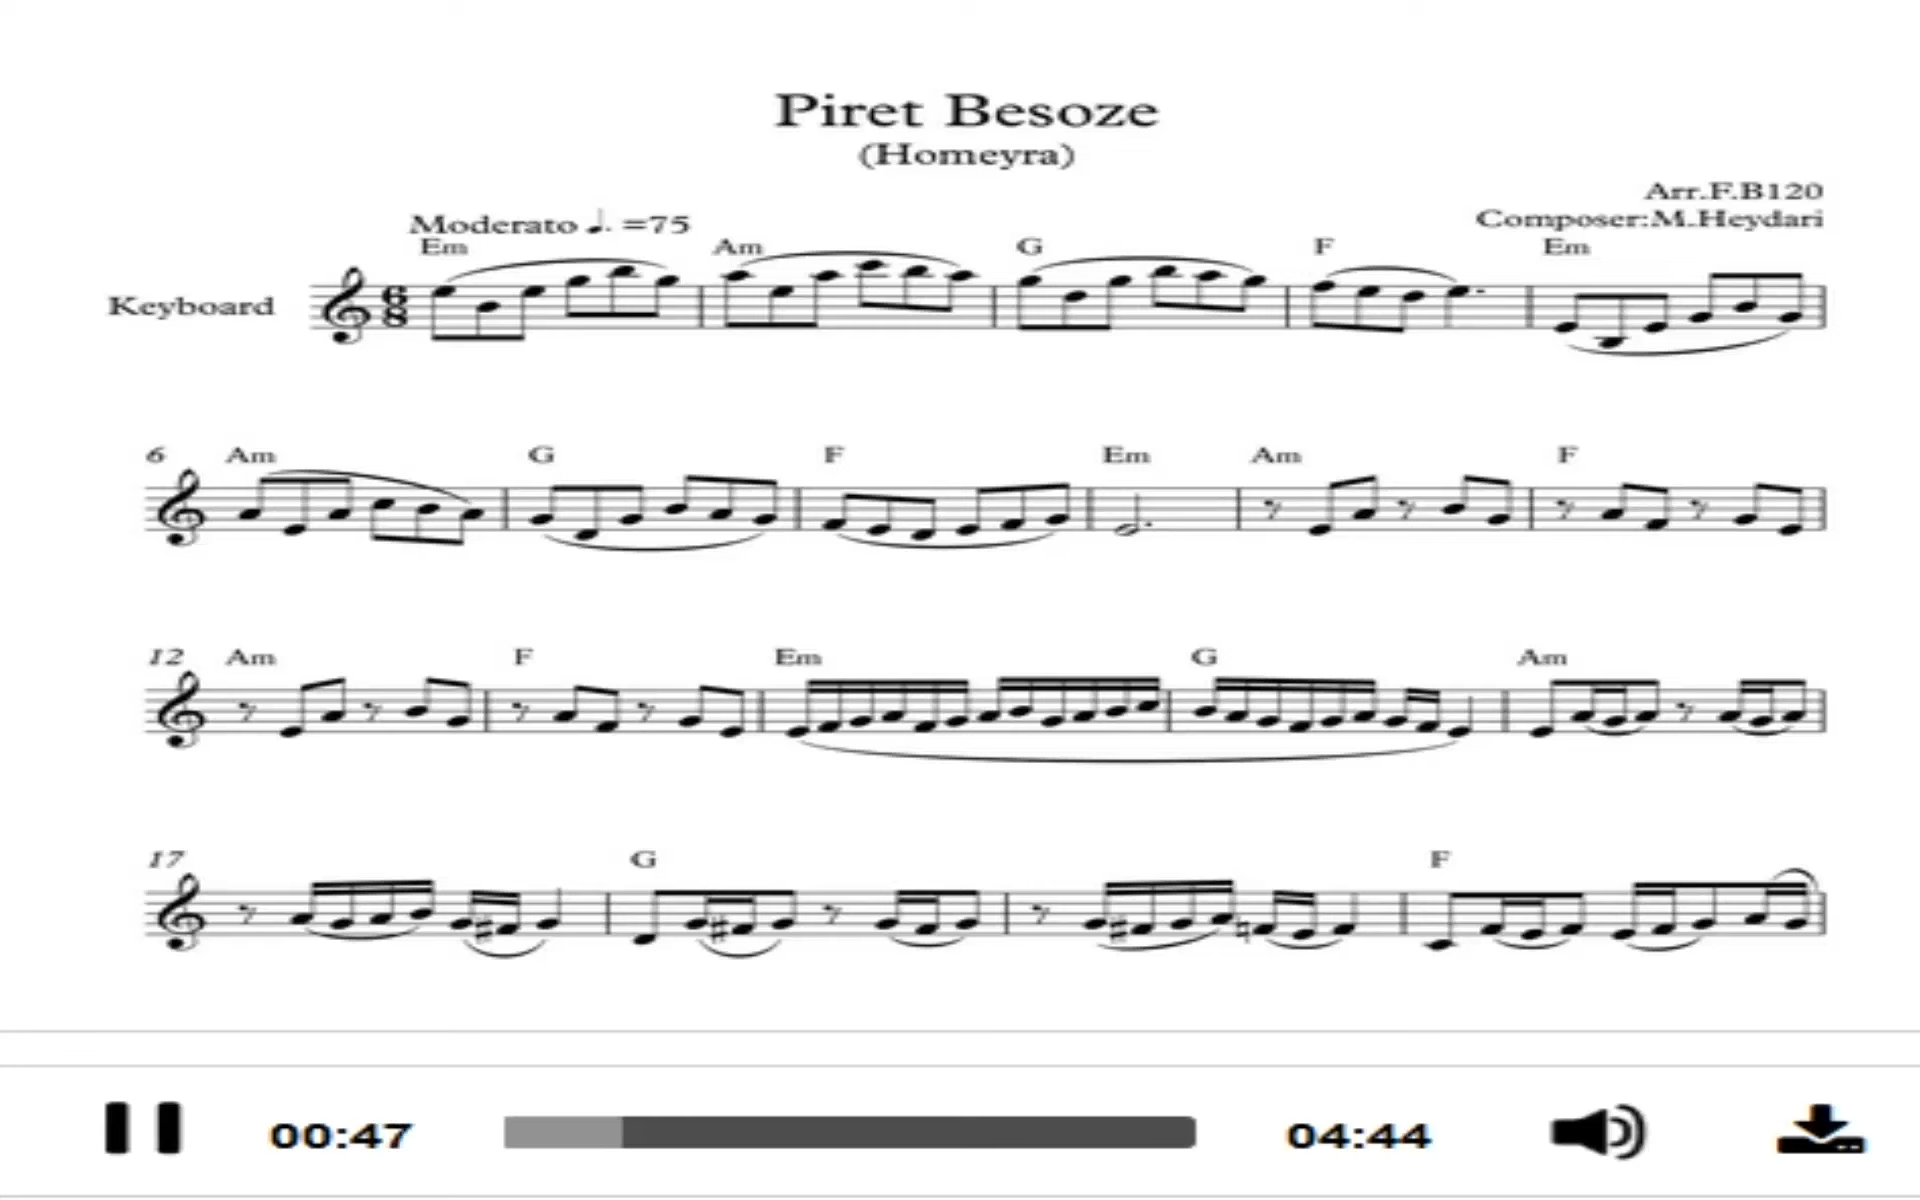 Piret Besoze
(Homeyra)
Arr.F.B120
Composer:M.Heydari
Moderato ♩. =75
Em Am G F Em
Keyboard
6 Am G F Em Am F
12 Am F Em G Am
17 G F
00:47 04:44